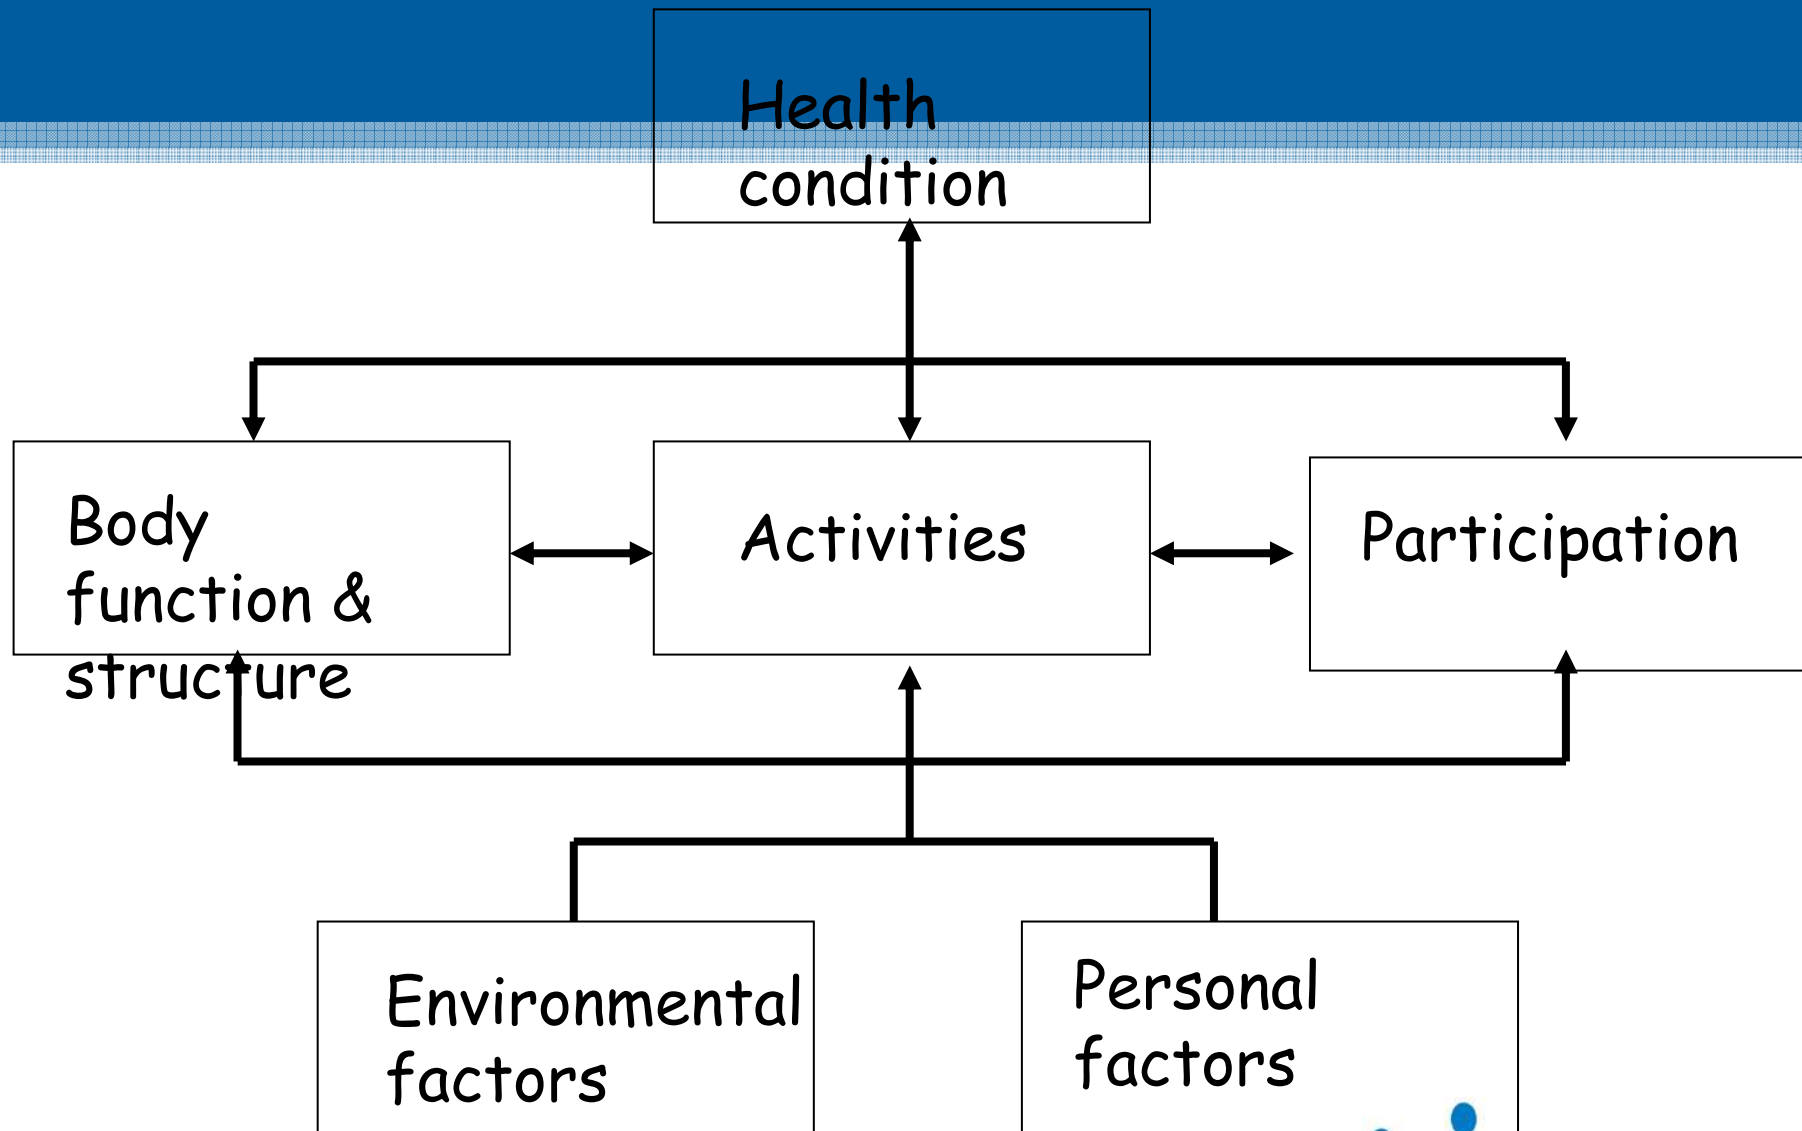 Health
condition
Body
function &
structure
Activities
Participation
Environmental
factors
Personal
factors